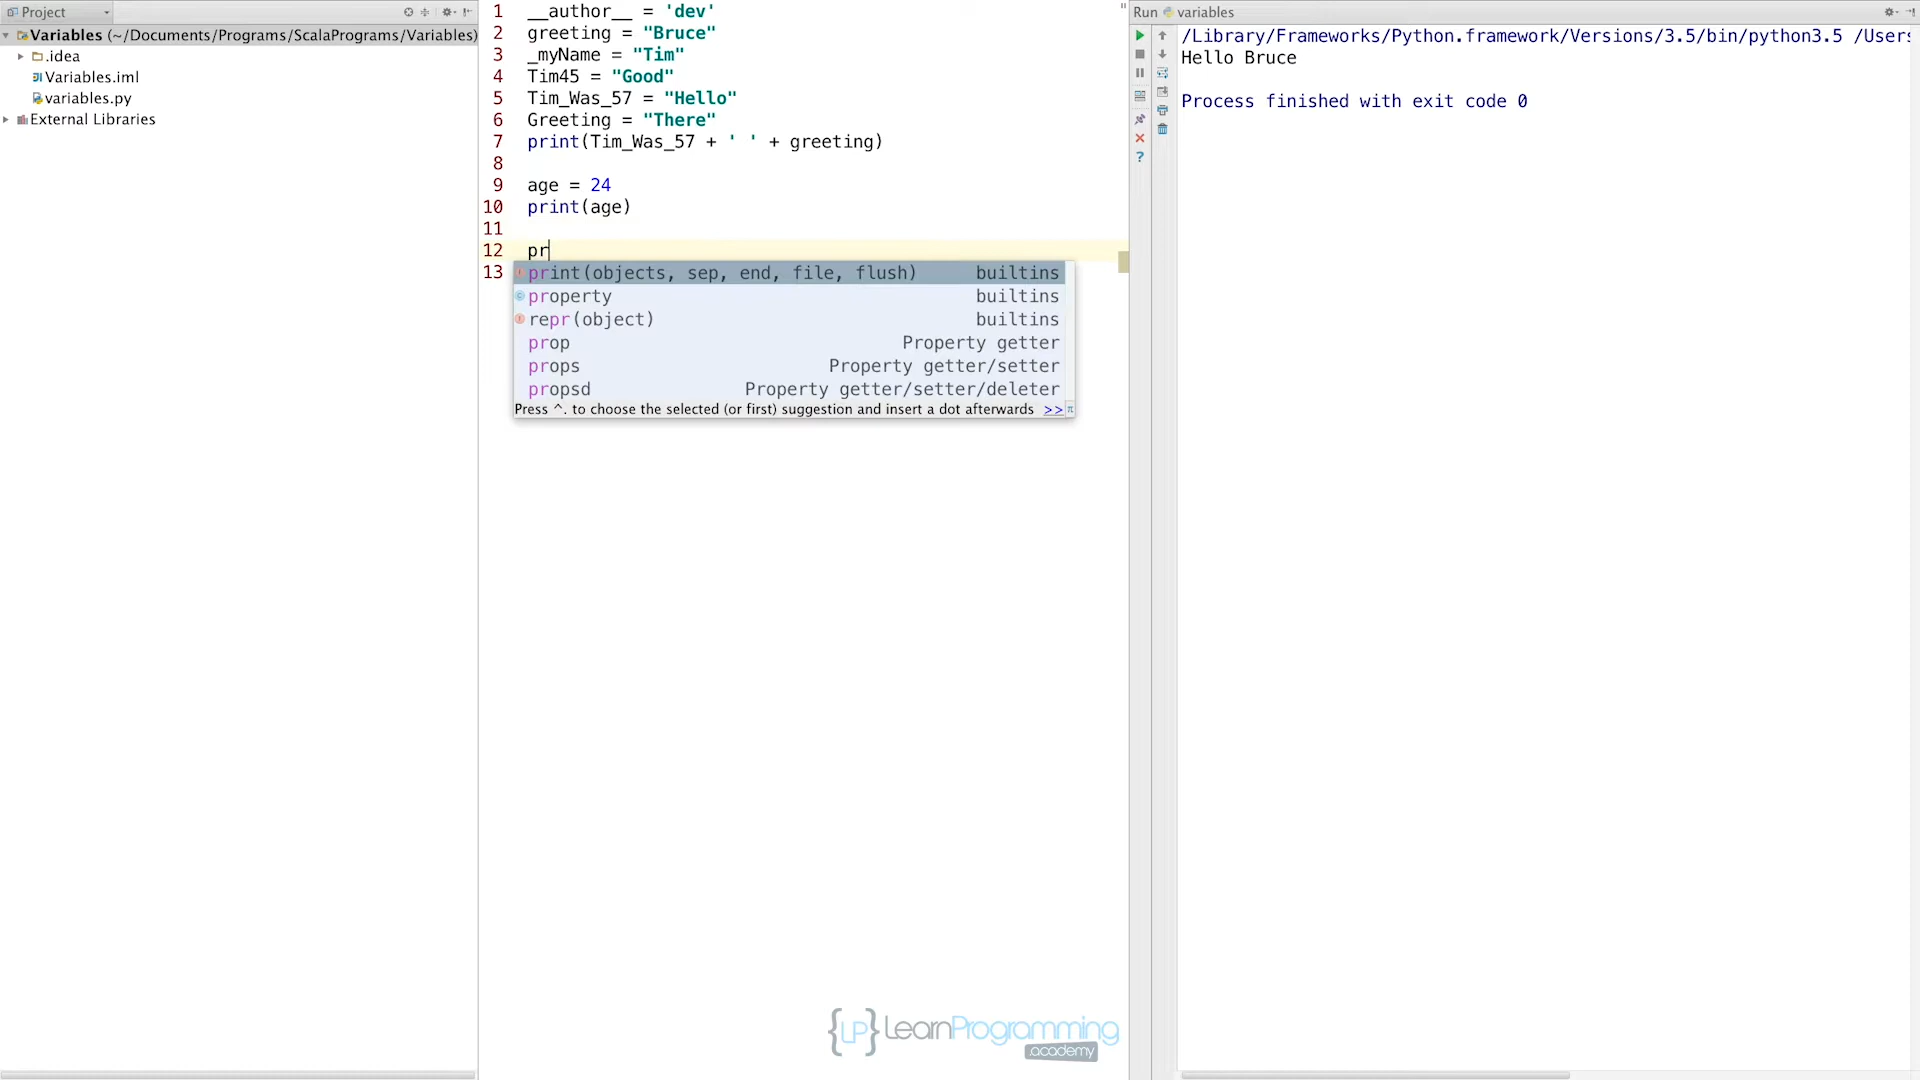 Project
Variables (~/Documents/Programs/ScalaPrograms/Variables)
.idea
Variables.iml
variables.py
External Libraries
1 __author__ = 'dev'
2 greeting = "Bruce"
3 _myName = "Tim"
4 Tim45 = "Good"
5 Tim_Was_57 = "Hello"
6 Greeting = "There"
7 print(Tim_Was_57 + ' ' + greeting)
8
9 age = 24
10 print(age)
11
12 pr
13
print(objects, sep, end, file, flush) builtins
property builtins
repr(object) builtins
prop Property getter
props Property getter/setter
propsd Property getter/setter/deleter
Press ^. to choose the selected (or first) suggestion and insert a dot afterwards >> π
Run variables
/Library/Frameworks/Python.framework/Versions/3.5/bin/python3.5 /Users
Hello Bruce
Process finished with exit code 0
{LP} LearnProgramming
.academy